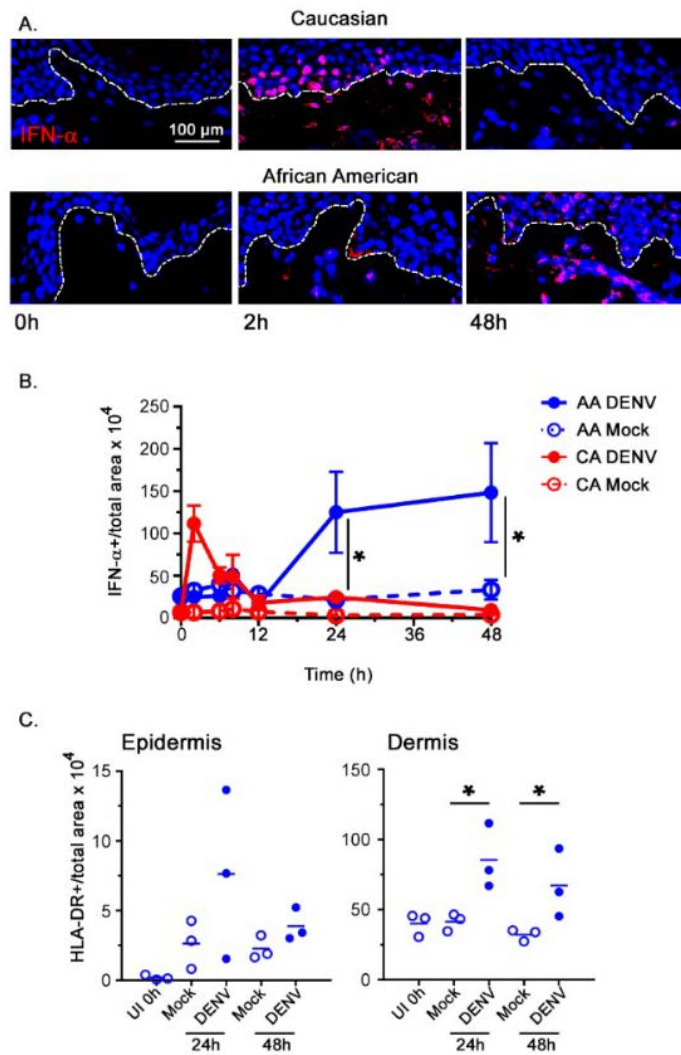 A.
Caucasian
IFN-α
100 µm
African American
0h 2h 48h
B.
IFN-α+/total area x 10⁴
250
200
150
100
50
0
0 12 24 36 48
Time (h)
AA DENV
AA Mock
CA DENV
CA Mock
*
*
C.
Epidermis
HLA-DR+/total area x 10⁴
15
10
5
0
UI 0h Mock DENV Mock DENV
24h 48h
Dermis
150
100
50
0
* *
UI 0h Mock DENV Mock DENV
24h 48h